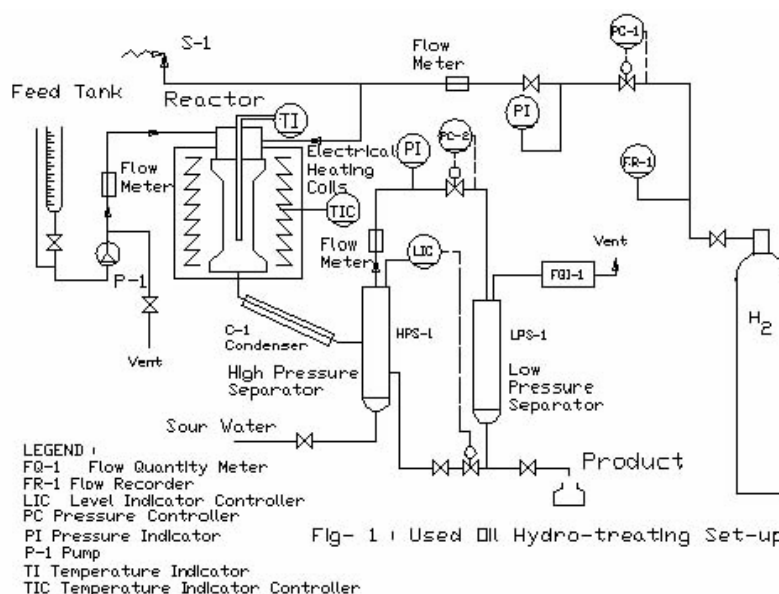 S-1
Flow
Meter
PC-1
Feed Tank
Reactor
TI
PI
PC-2
PI
FR-1
Flow
Meter
Electrical
Heating
Coils
TIC
Flow
Meter
LIC
Vent
FQI-1
P-1
C-1
Condenser
HPS-1
LPS-1
H2
Vent
High Pressure
Separator
Low
Pressure
Separator
Sour Water
Product
LEGEND :
FQ-1 Flow Quantity Meter
FR-1 Flow Recorder
LIC Level Indicator Controller
PC Pressure Controller
PI Pressure Indicator
P-1 Pump
TI Temperature Indicator
TIC Temperature Indicator Controller
Fig- 1 : Used Oil Hydro-treating Set-up